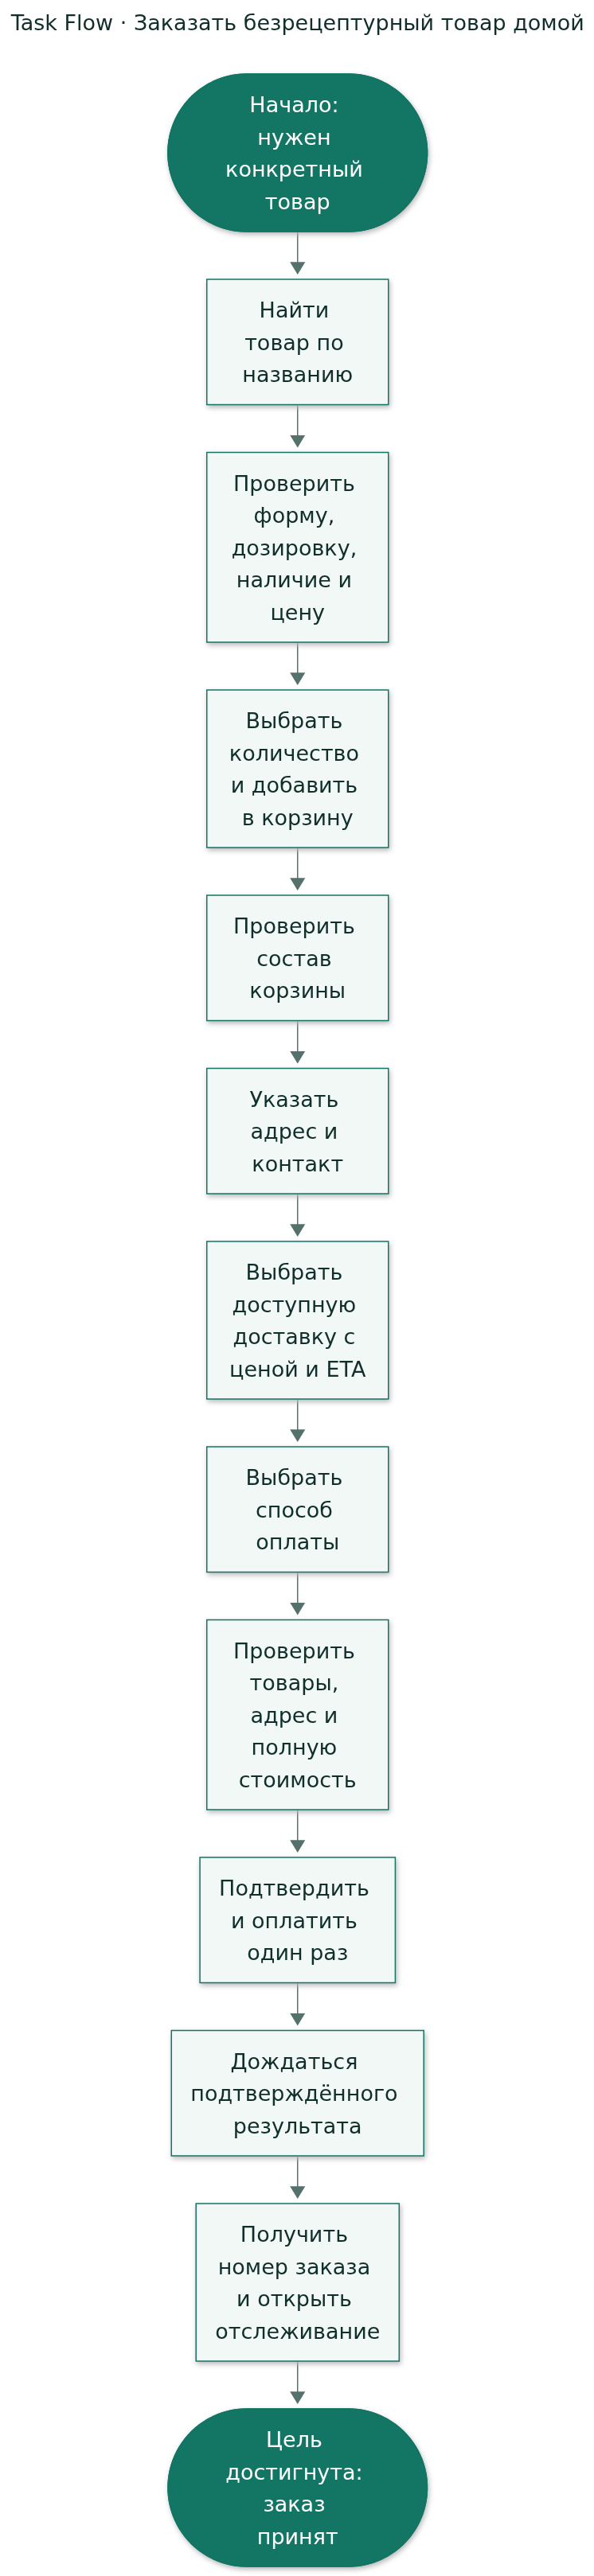 Task Flow · Заказать безрецептурный товар домой
Начало:
нужен
конкретный
товар
Найти
товар по
названию
Проверить
форму,
дозировку,
наличие и
цену
Выбрать
количество
и добавить
в корзину
Проверить
состав
корзины
Указать
адрес и
контакт
Выбрать
доступную
доставку с
ценой и ETA
Выбрать
способ
оплаты
Проверить
товары,
адрес и
полную
стоимость
Подтвердить
и оплатить
один раз
Дождаться
подтверждённого
результата
Получить
номер заказа
и открыть
отслеживание
Цель
достигнута:
заказ
принят